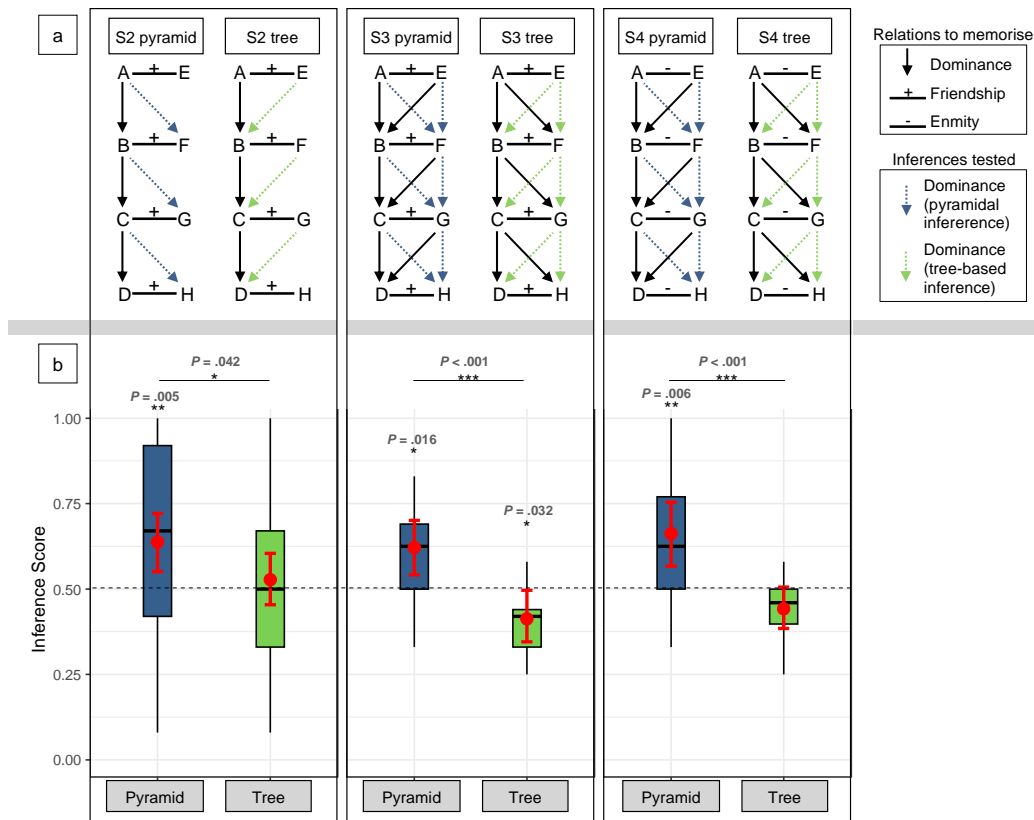 a
S2 pyramid
S2 tree
S3 pyramid
S3 tree
S4 pyramid
S4 tree
A + E
B + F
C + G
D + H
A + E
B + F
C + G
D + H
A + E
B + F
C + G
D + H
A + E
B + F
C + G
D + H
A - E
B - F
C - G
D - H
A - E
B - F
C - G
D - H
Relations to memorise
Dominance
+ Friendship
- Enmity
Inferences tested
Dominance
(pyramidal
inference)
Dominance
(tree-based
inference)
b
P = .042
*
P = .005
**
P < .001
***
P = .016
*
P = .032
*
P < .001
***
P = .006
**
Inference Score
1.00
0.75
0.50
0.25
0.00
Pyramid
Tree
Pyramid
Tree
Pyramid
Tree